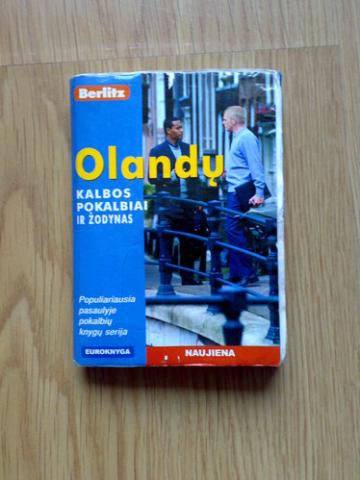 Berlitz
Olandų
KALBOS
POKALBIAI
IR ŽODYNAS
Populiariausia
pasaulyje
pokalbių
knygų serija
EUROKNYGA
NAUJIENA